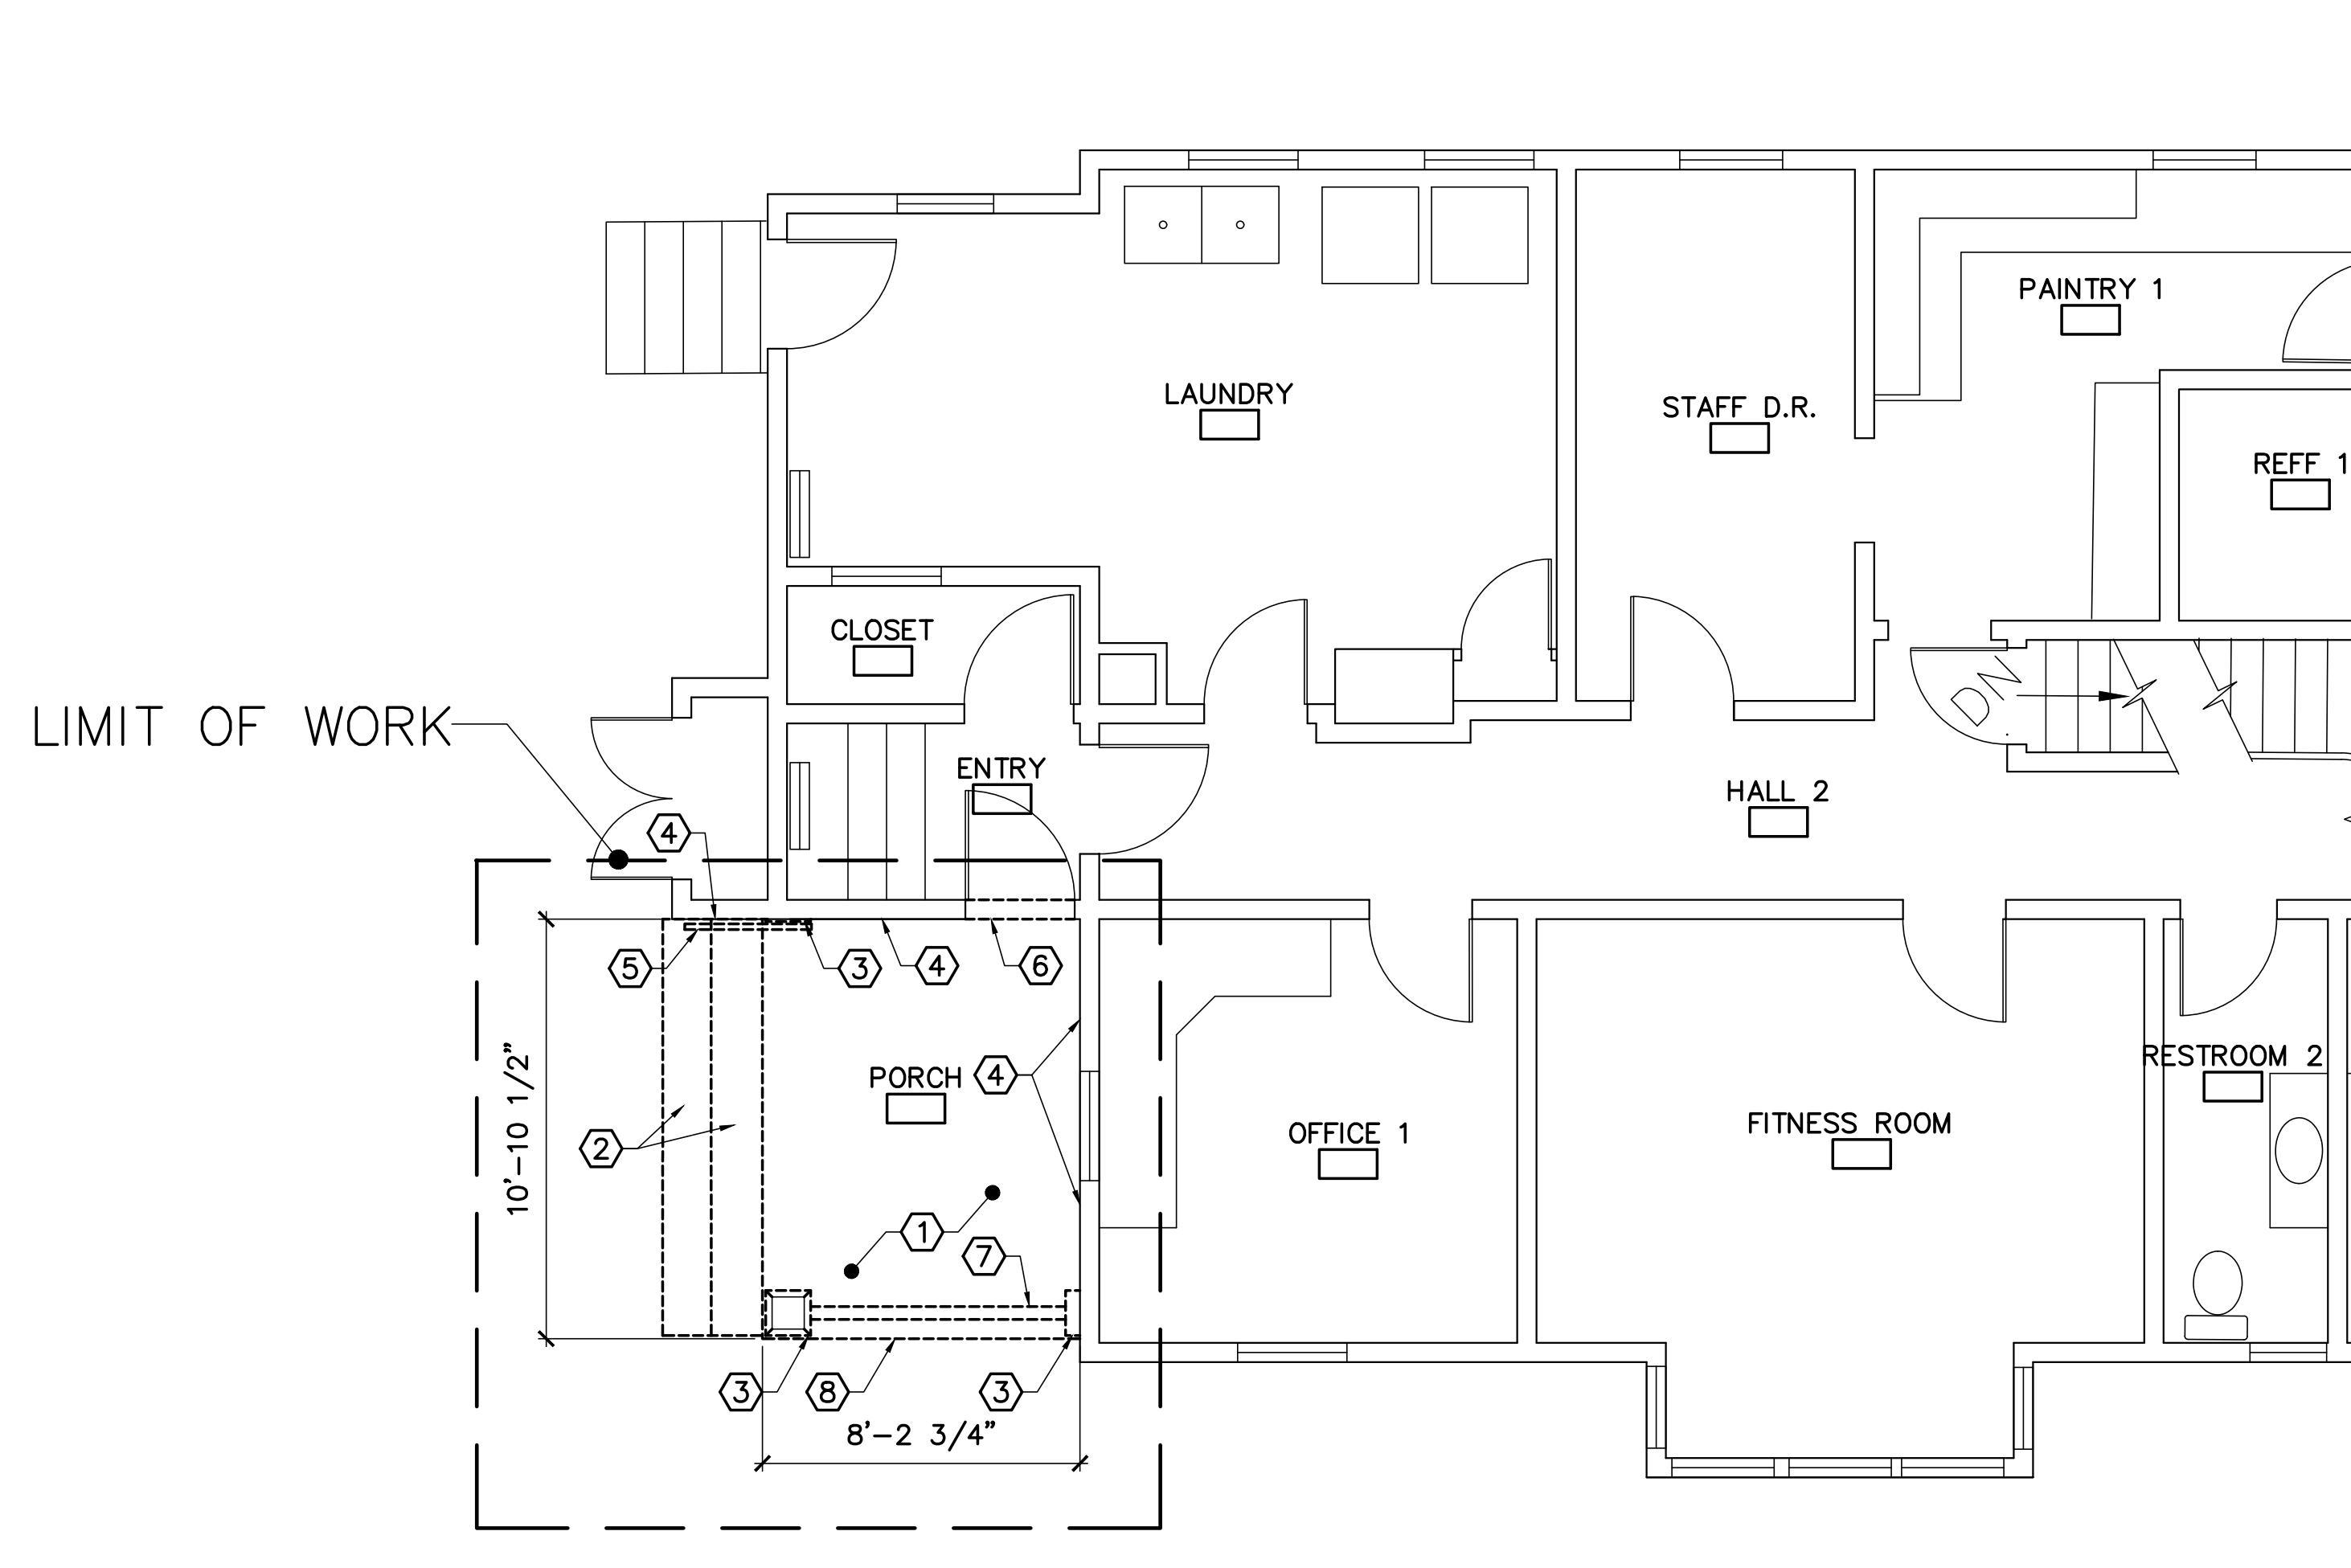 PAINTRY 1
LAUNDRY
STAFF D.R.
REFF 1
CLOSET
DN
LIMIT OF WORK
ENTRY
HALL 2
4
5
3
4
6
10'-10 1/2"
PORCH
4
RESTROOM 2
2
OFFICE 1
FITNESS ROOM
1
7
3
8
3
8'-2 3/4"